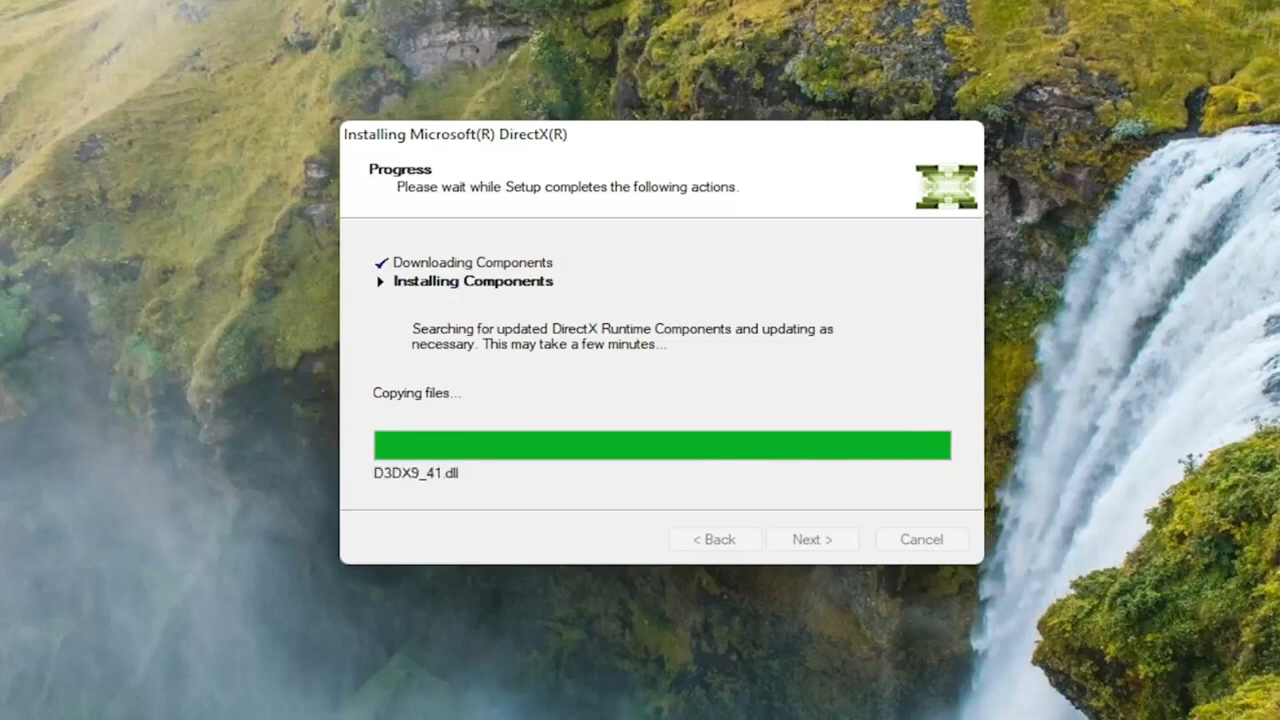 Installing Microsoft(R) DirectX(R)
Progress
Please wait while Setup completes the following actions.
Downloading Components
Installing Components
Searching for updated DirectX Runtime Components and updating as
necessary. This may take a few minutes...
Copying files...
D3DX9_41.dll
< Back Next > Cancel